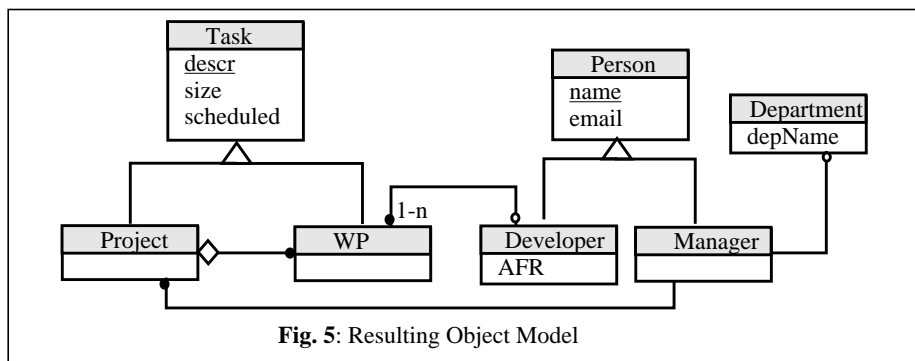 Task
descr
size
scheduled
Person
name
email
Department
depName
1-n
Project
WP
Developer
AFR
Manager
Fig. 5: Resulting Object Model